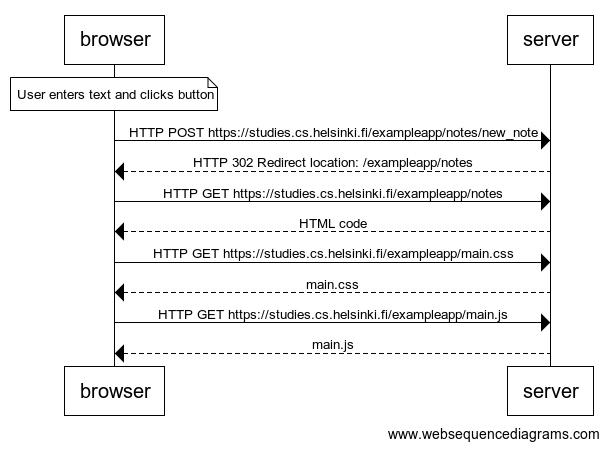 browser server
User enters text and clicks button
HTTP POST https://studies.cs.helsinki.fi/exampleapp/notes/new_note
HTTP 302 Redirect location: /exampleapp/notes
HTTP GET https://studies.cs.helsinki.fi/exampleapp/notes
HTML code
HTTP GET https://studies.cs.helsinki.fi/exampleapp/main.css
main.css
HTTP GET https://studies.cs.helsinki.fi/exampleapp/main.js
main.js
browser server
www.websequencediagrams.com